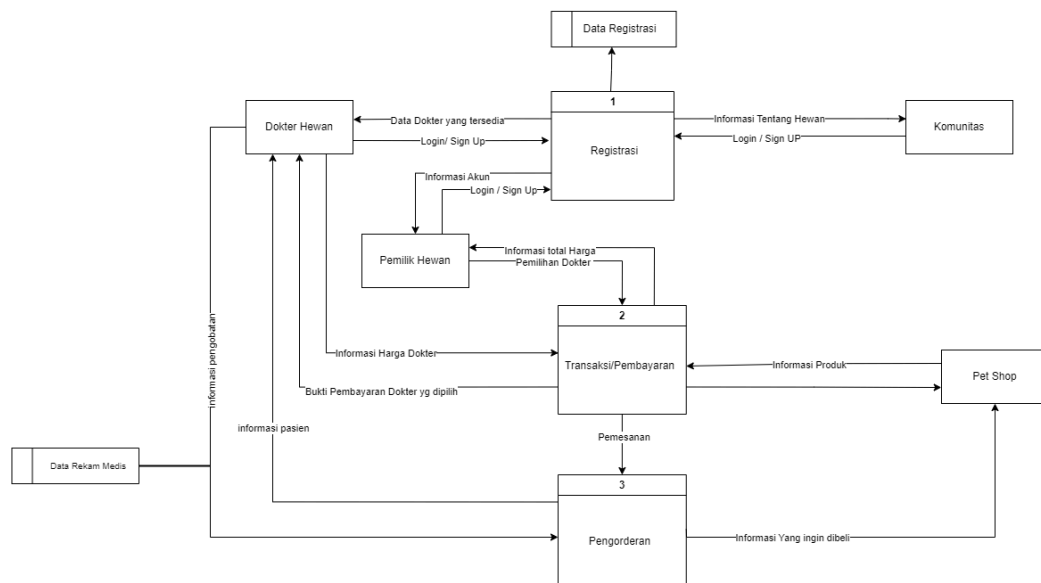 Data Registrasi
1
Dokter Hewan
Data Dokter yang tersedia
Informasi Tentang Hewan
Komunitas
Login/ Sign Up
Login / Sign UP
Registrasi
Informasi Akun
Login / Sign Up
Pemilik Hewan
Informasi total Harga
Pemilihan Dokter
2
informasi pengobatan
Informasi Harga Dokter
Transaksi/Pembayaran
Informasi Produk
Pet Shop
Bukti Pembayaran Dokter yg dipilih
informasi pasien
Pemesanan
Data Rekam Medis
3
Pengorderan
Informasi Yang ingin dibeli